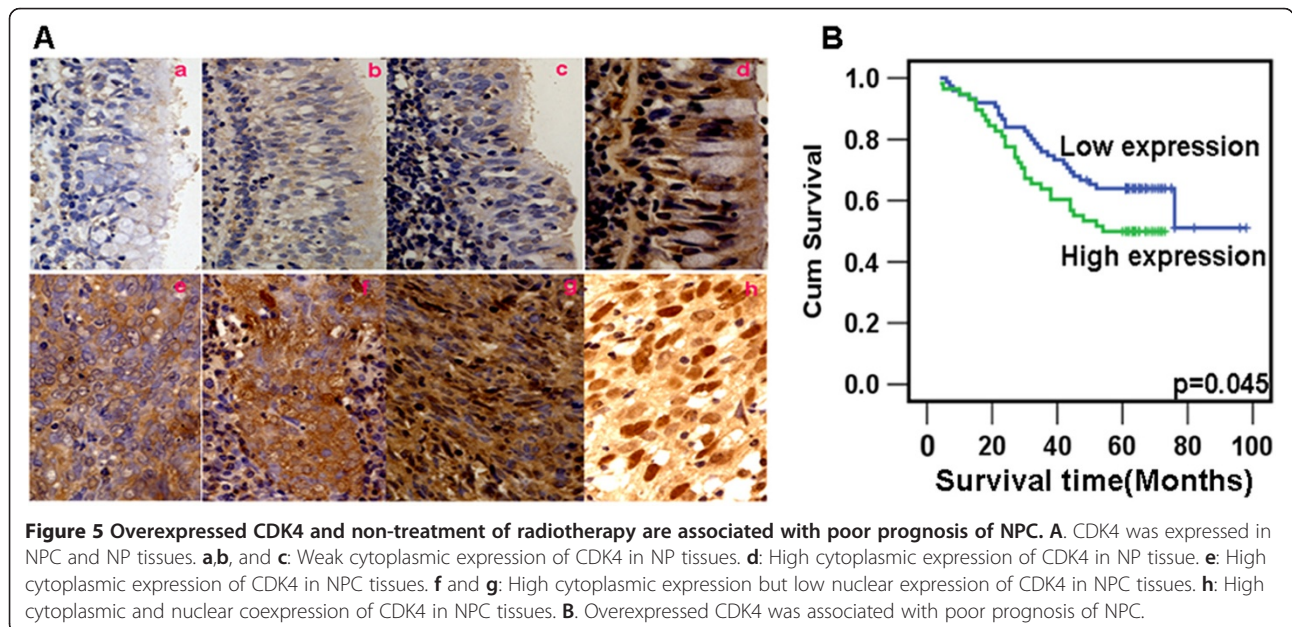 A
B
a
b
c
d
e
f
g
h
1.0
0.8
0.6
0.4
0.2
0.0
Cum Survival
Low expression
High expression
p=0.045
0 20 40 60 80 100
Survival time(Months)
Figure 5 Overexpressed CDK4 and non-treatment of radiotherapy are associated with poor prognosis of NPC. A. CDK4 was expressed in
NPC and NP tissues. a,b, and c: Weak cytoplasmic expression of CDK4 in NP tissues. d: High cytoplasmic expression of CDK4 in NP tissue. e: High
cytoplasmic expression of CDK4 in NPC tissues. f and g: High cytoplasmic expression but low nuclear expression of CDK4 in NPC tissues. h: High
cytoplasmic and nuclear coexpression of CDK4 in NPC tissues. B. Overexpressed CDK4 was associated with poor prognosis of NPC.